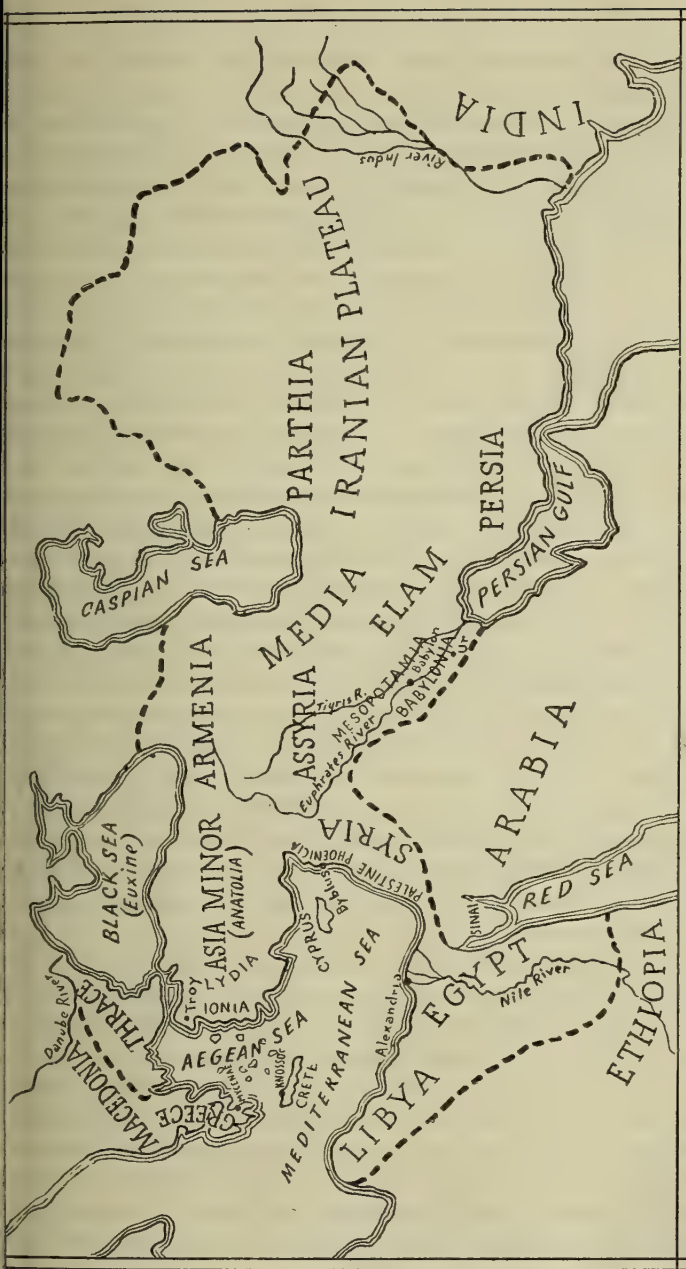 Danube River
THRACE
MACEDONIA
GREECE
BLACK SEA
(Euxine)
CASPIAN SEA
Troy
ASIA MINOR
(ANATOLIA)
LYDIA
IONIA
AEGEAN SEA
KNOSSOS
CRETE
CYPRUS
Byblus
MEDITERRANEAN SEA
ARMENIA
ASSYRIA
Tigris R.
MESOPOTAMIA
Euphrates River
Babylon
BABYLONIA
Ur
SYRIA
PALESTINE PHOENICIA
MEDIA
ELAM
PARTHIA
IRANIAN PLATEAU
PERSIA
PERSIAN GULF
River Indus
INDIA
ARABIA
SINAI
RED SEA
Alexandria
EGYPT
Nile River
LIBYA
ETHIOPIA